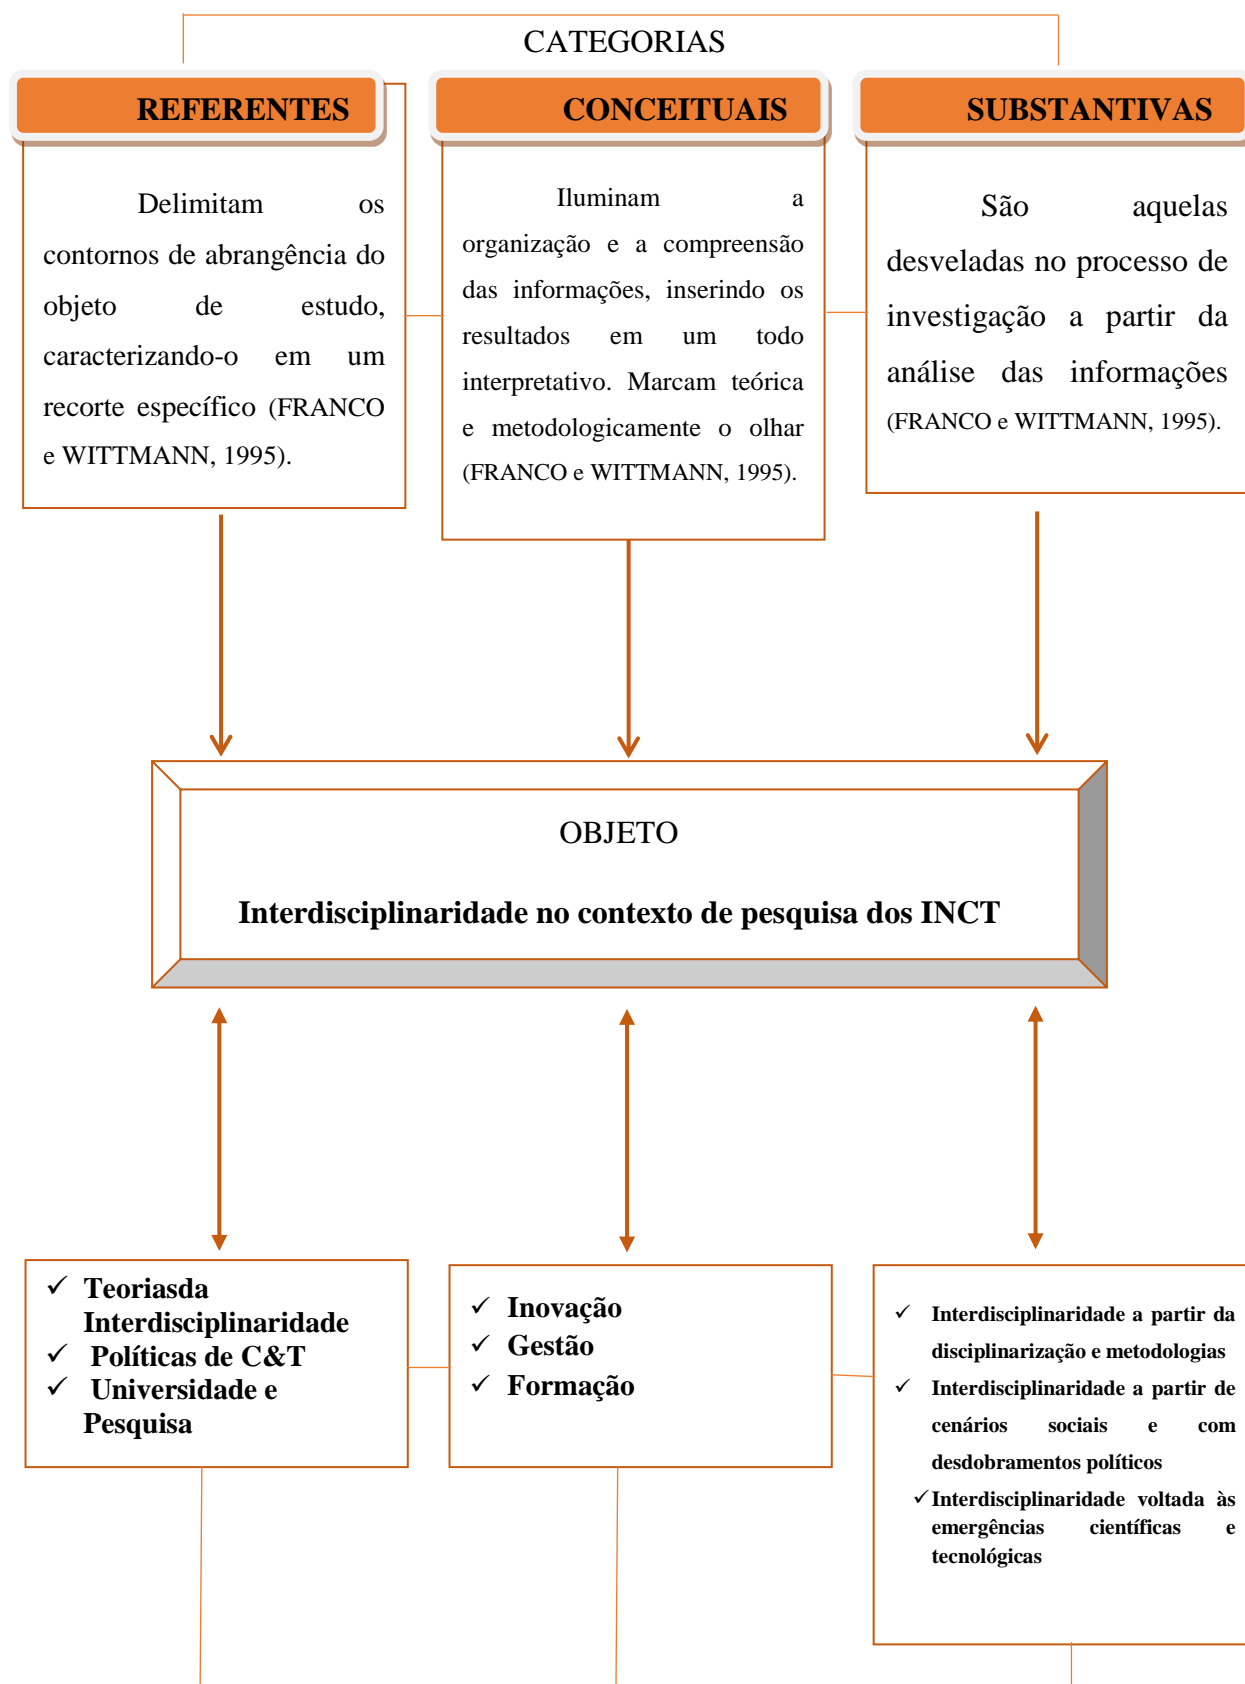 CATEGORIAS
REFERENTES
Delimitam os
contornos de abrangência do
objeto de estudo,
caracterizando-o em um
recorte específico (FRANCO
e WITTMANN, 1995).
CONCEITUAIS
Iluminam a
organização e a compreensão
das informações, inserindo os
resultados em um todo
interpretativo. Marcam teórica
e metodologicamente o olhar
(FRANCO e WITTMANN, 1995).
SUBSTANTIVAS
São aquelas
desveladas no processo de
investigação a partir da
análise das informações
(FRANCO e WITTMANN, 1995).
OBJETO
Interdisciplinaridade no contexto de pesquisa dos INCT
✓ Teoriasda
Interdisciplinaridade
✓ Políticas de C&T
✓ Universidade e
Pesquisa
✓ Inovação
✓ Gestão
✓ Formação
✓ Interdisciplinaridade a partir da
disciplinarização e metodologias
✓ Interdisciplinaridade a partir de
cenários sociais e com
desdobramentos políticos
✓ Interdisciplinaridade voltada às
emergências científicas e
tecnológicas